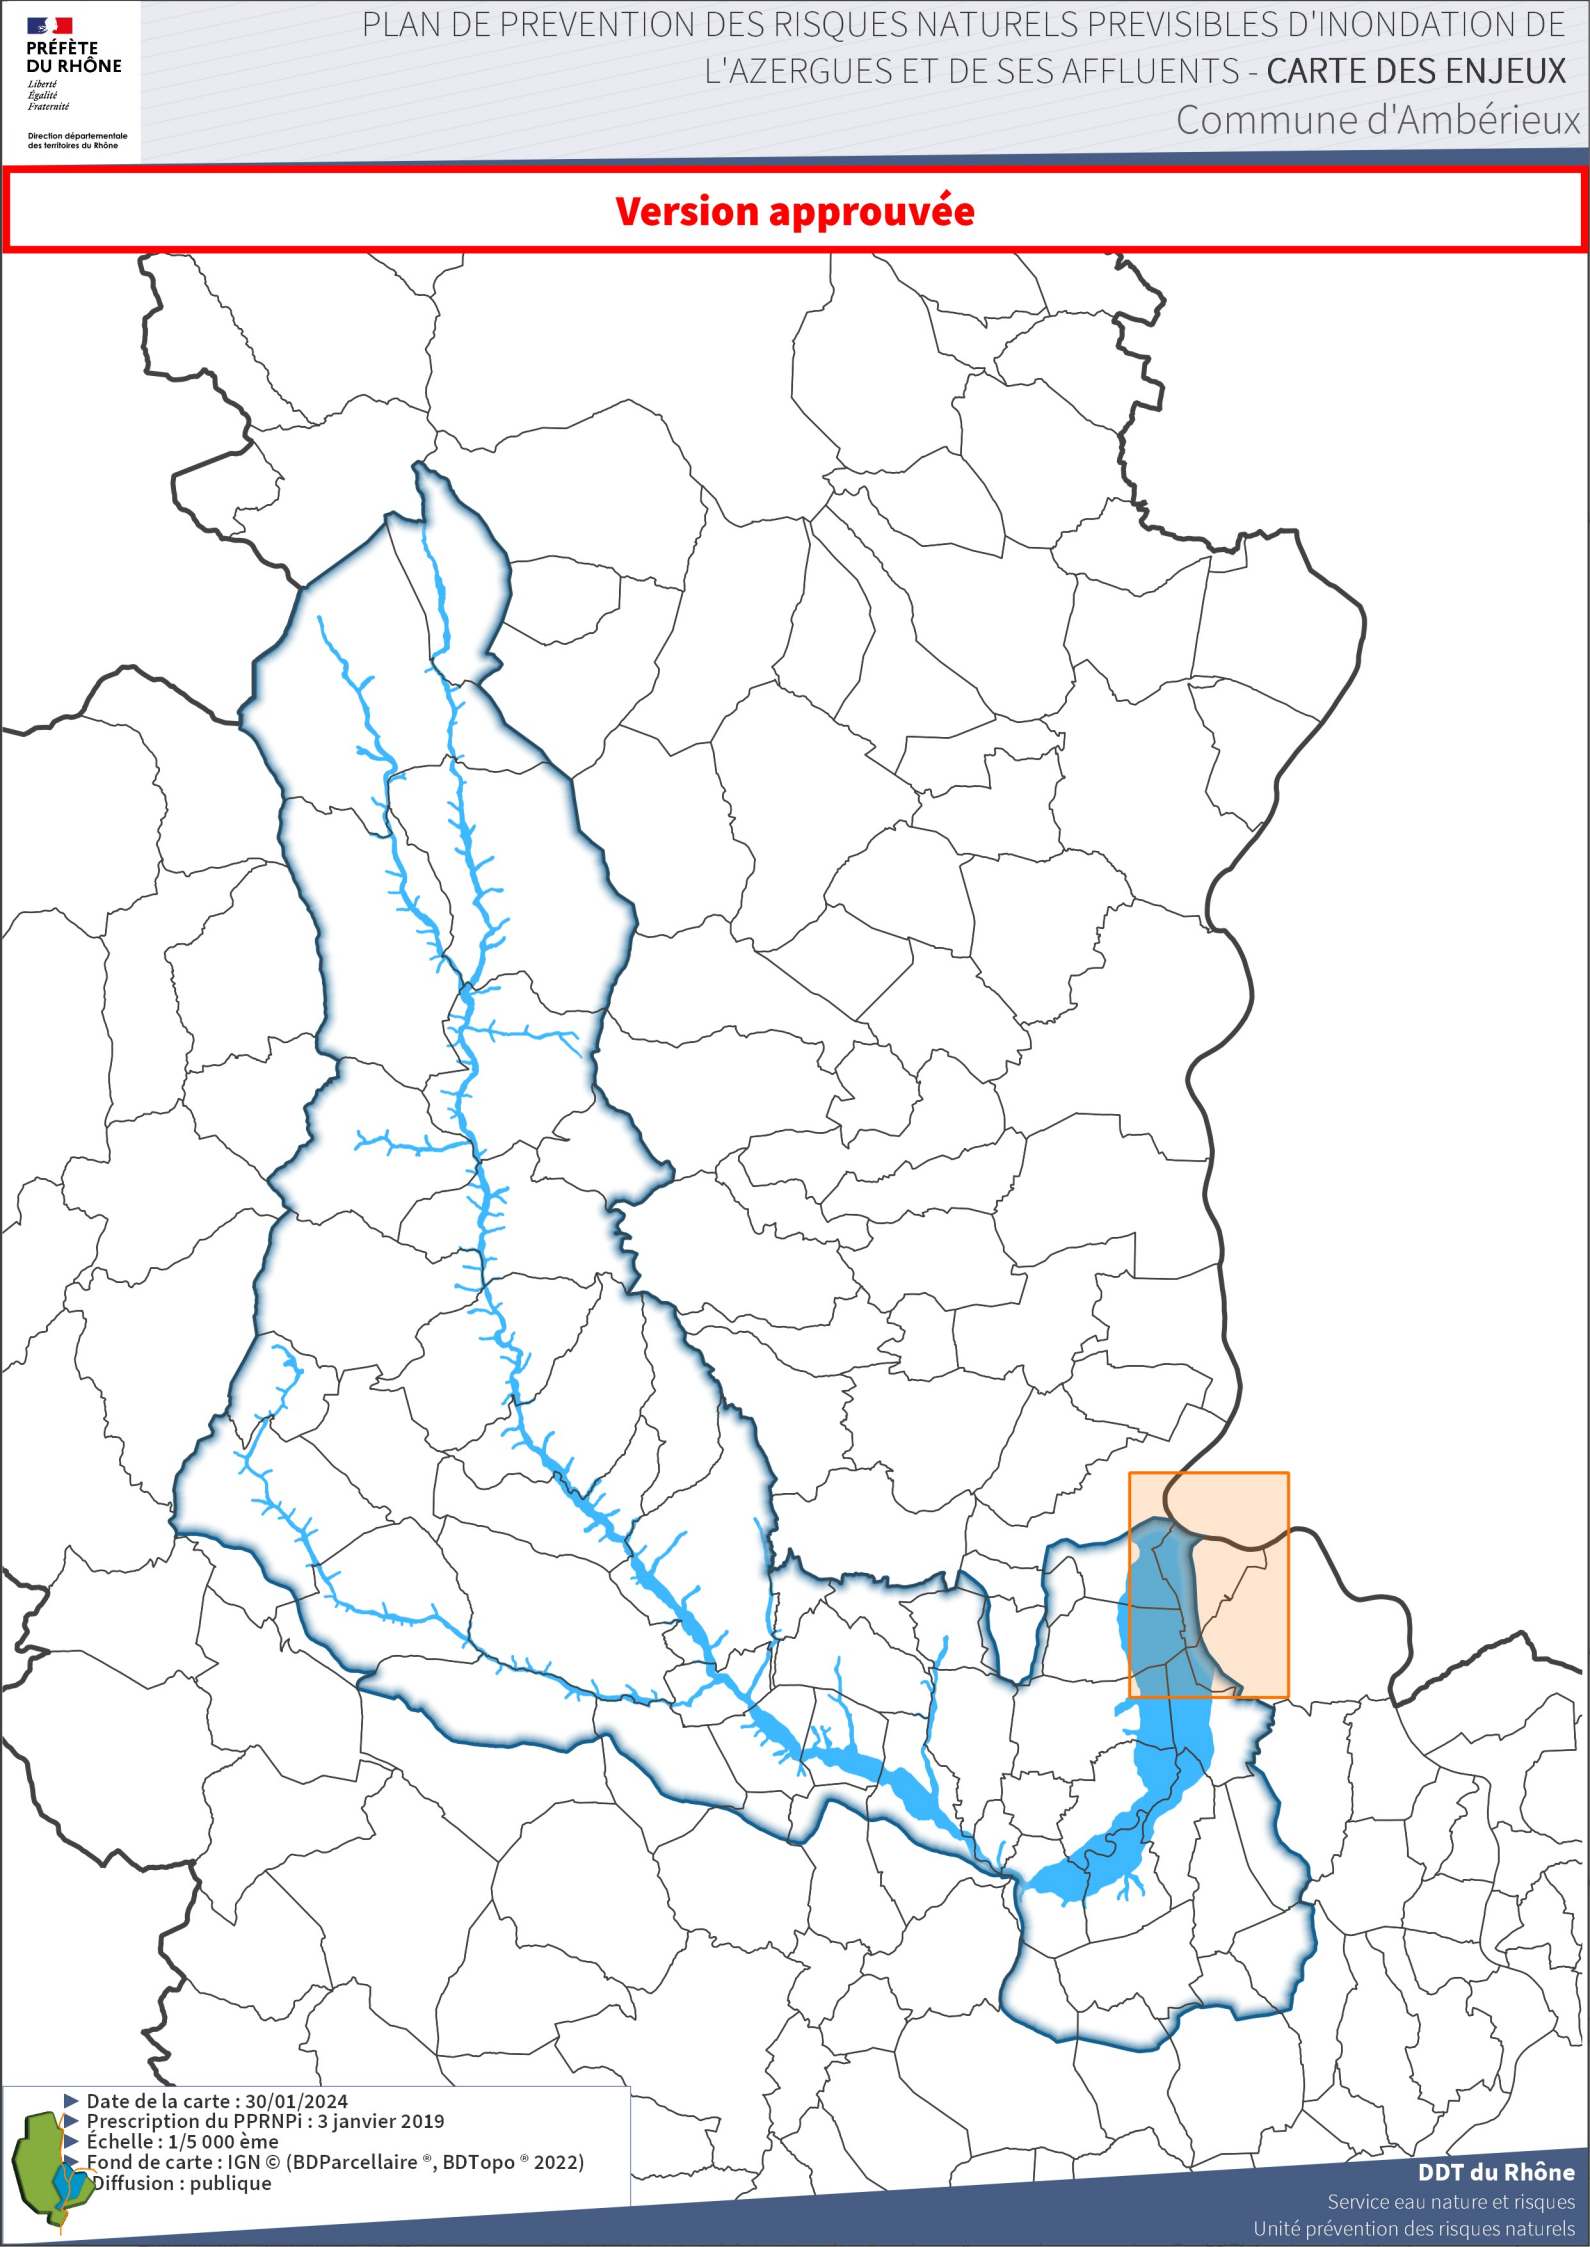 PLAN DE PREVENTION DES RISQUES NATURELS PREVISIBLES D'INONDATION DE
L'AZERGUES ET DE SES AFFLUENTS - CARTE DES ENJEUX
Commune d'Ambérieux
PRÉFÈTE
DU RHÔNE
Liberté
Égalité
Fraternité
Direction départementale
des territoires du Rhône
Version approuvée
Date de la carte : 30/01/2024
Prescription du PPRNPi : 3 janvier 2019
Échelle : 1/5 000 ème
Fond de carte : IGN © (BDParcellaire ®, BDTopo ® 2022)
Diffusion : publique
DDT du Rhône
Service eau nature et risques
Unité prévention des risques naturels